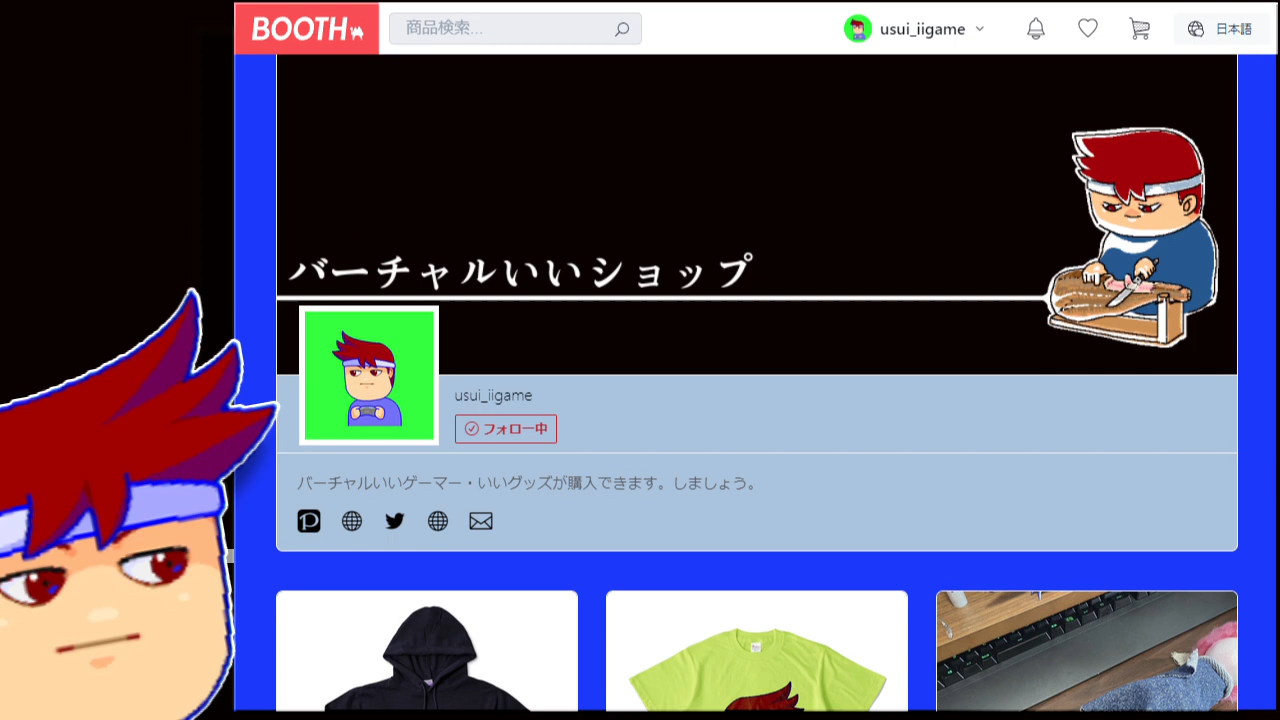 BOOTH
商品検索...
usui_iigame
日本語
バーチャルいいショップ
usui_iigame
フォロー中
バーチャルいいゲーマー・いいグッズが購入できます。しましょう。